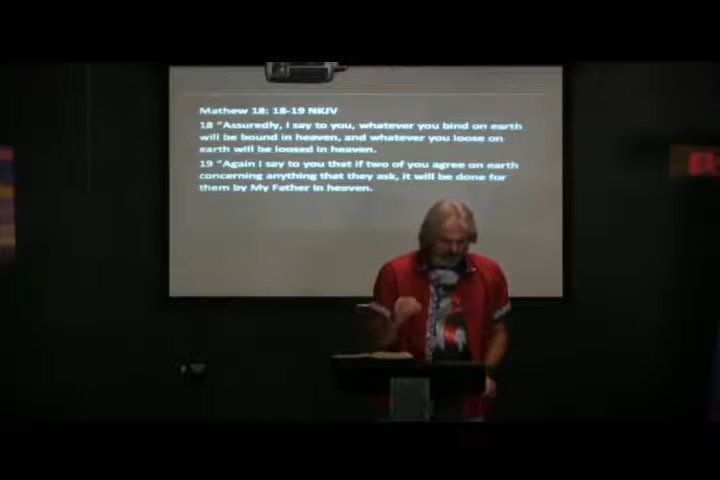 Mathew 18: 18-19 NKJV
18 "Assuredly, I say to you, whatever you bind on earth
will be bound in heaven, and whatever you loose on
earth will be loosed in heaven.
19 "Again I say to you that if two of you agree on earth
concerning anything that they ask, it will be done for
them by My Father in heaven.